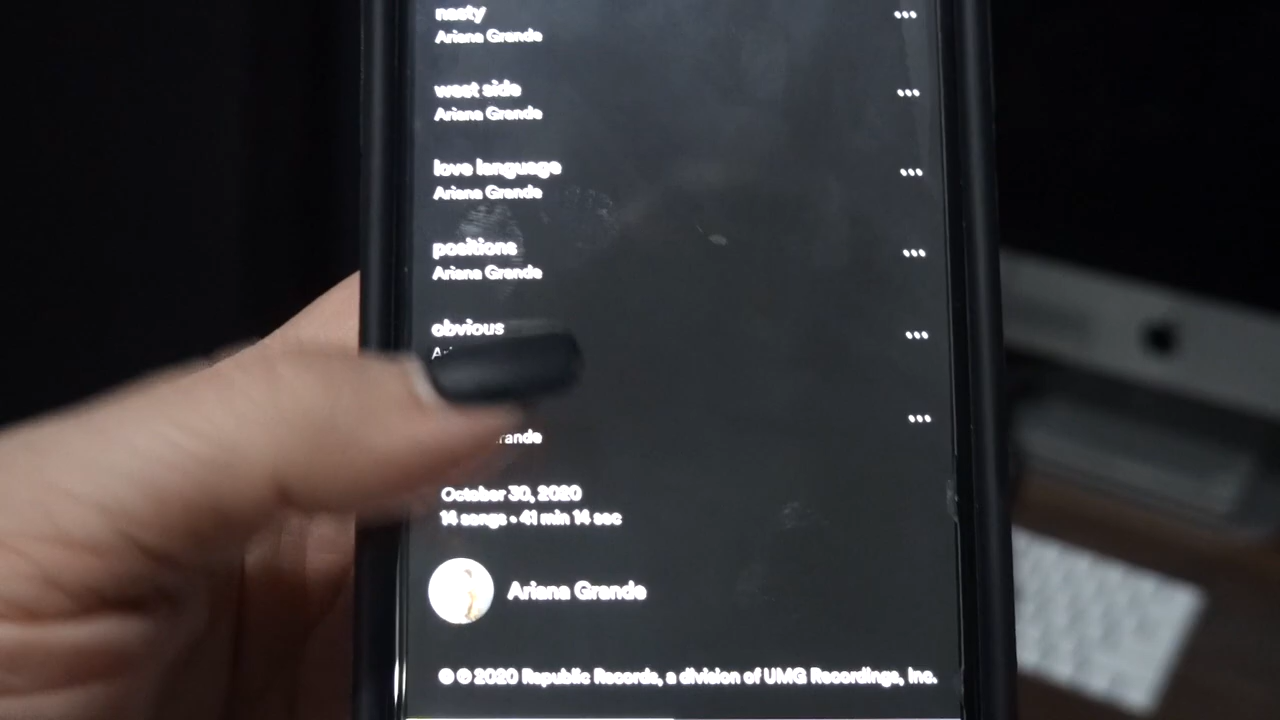 nasty
Ariana Grande
west side
Ariana Grande
love language
Ariana Grande
positions
Ariana Grande
obvious
October 30, 2020
14 songs • 41 min 14 sec
Ariana Grande
© ℗ 2020 Republic Records, a division of UMG Recordings, Inc.